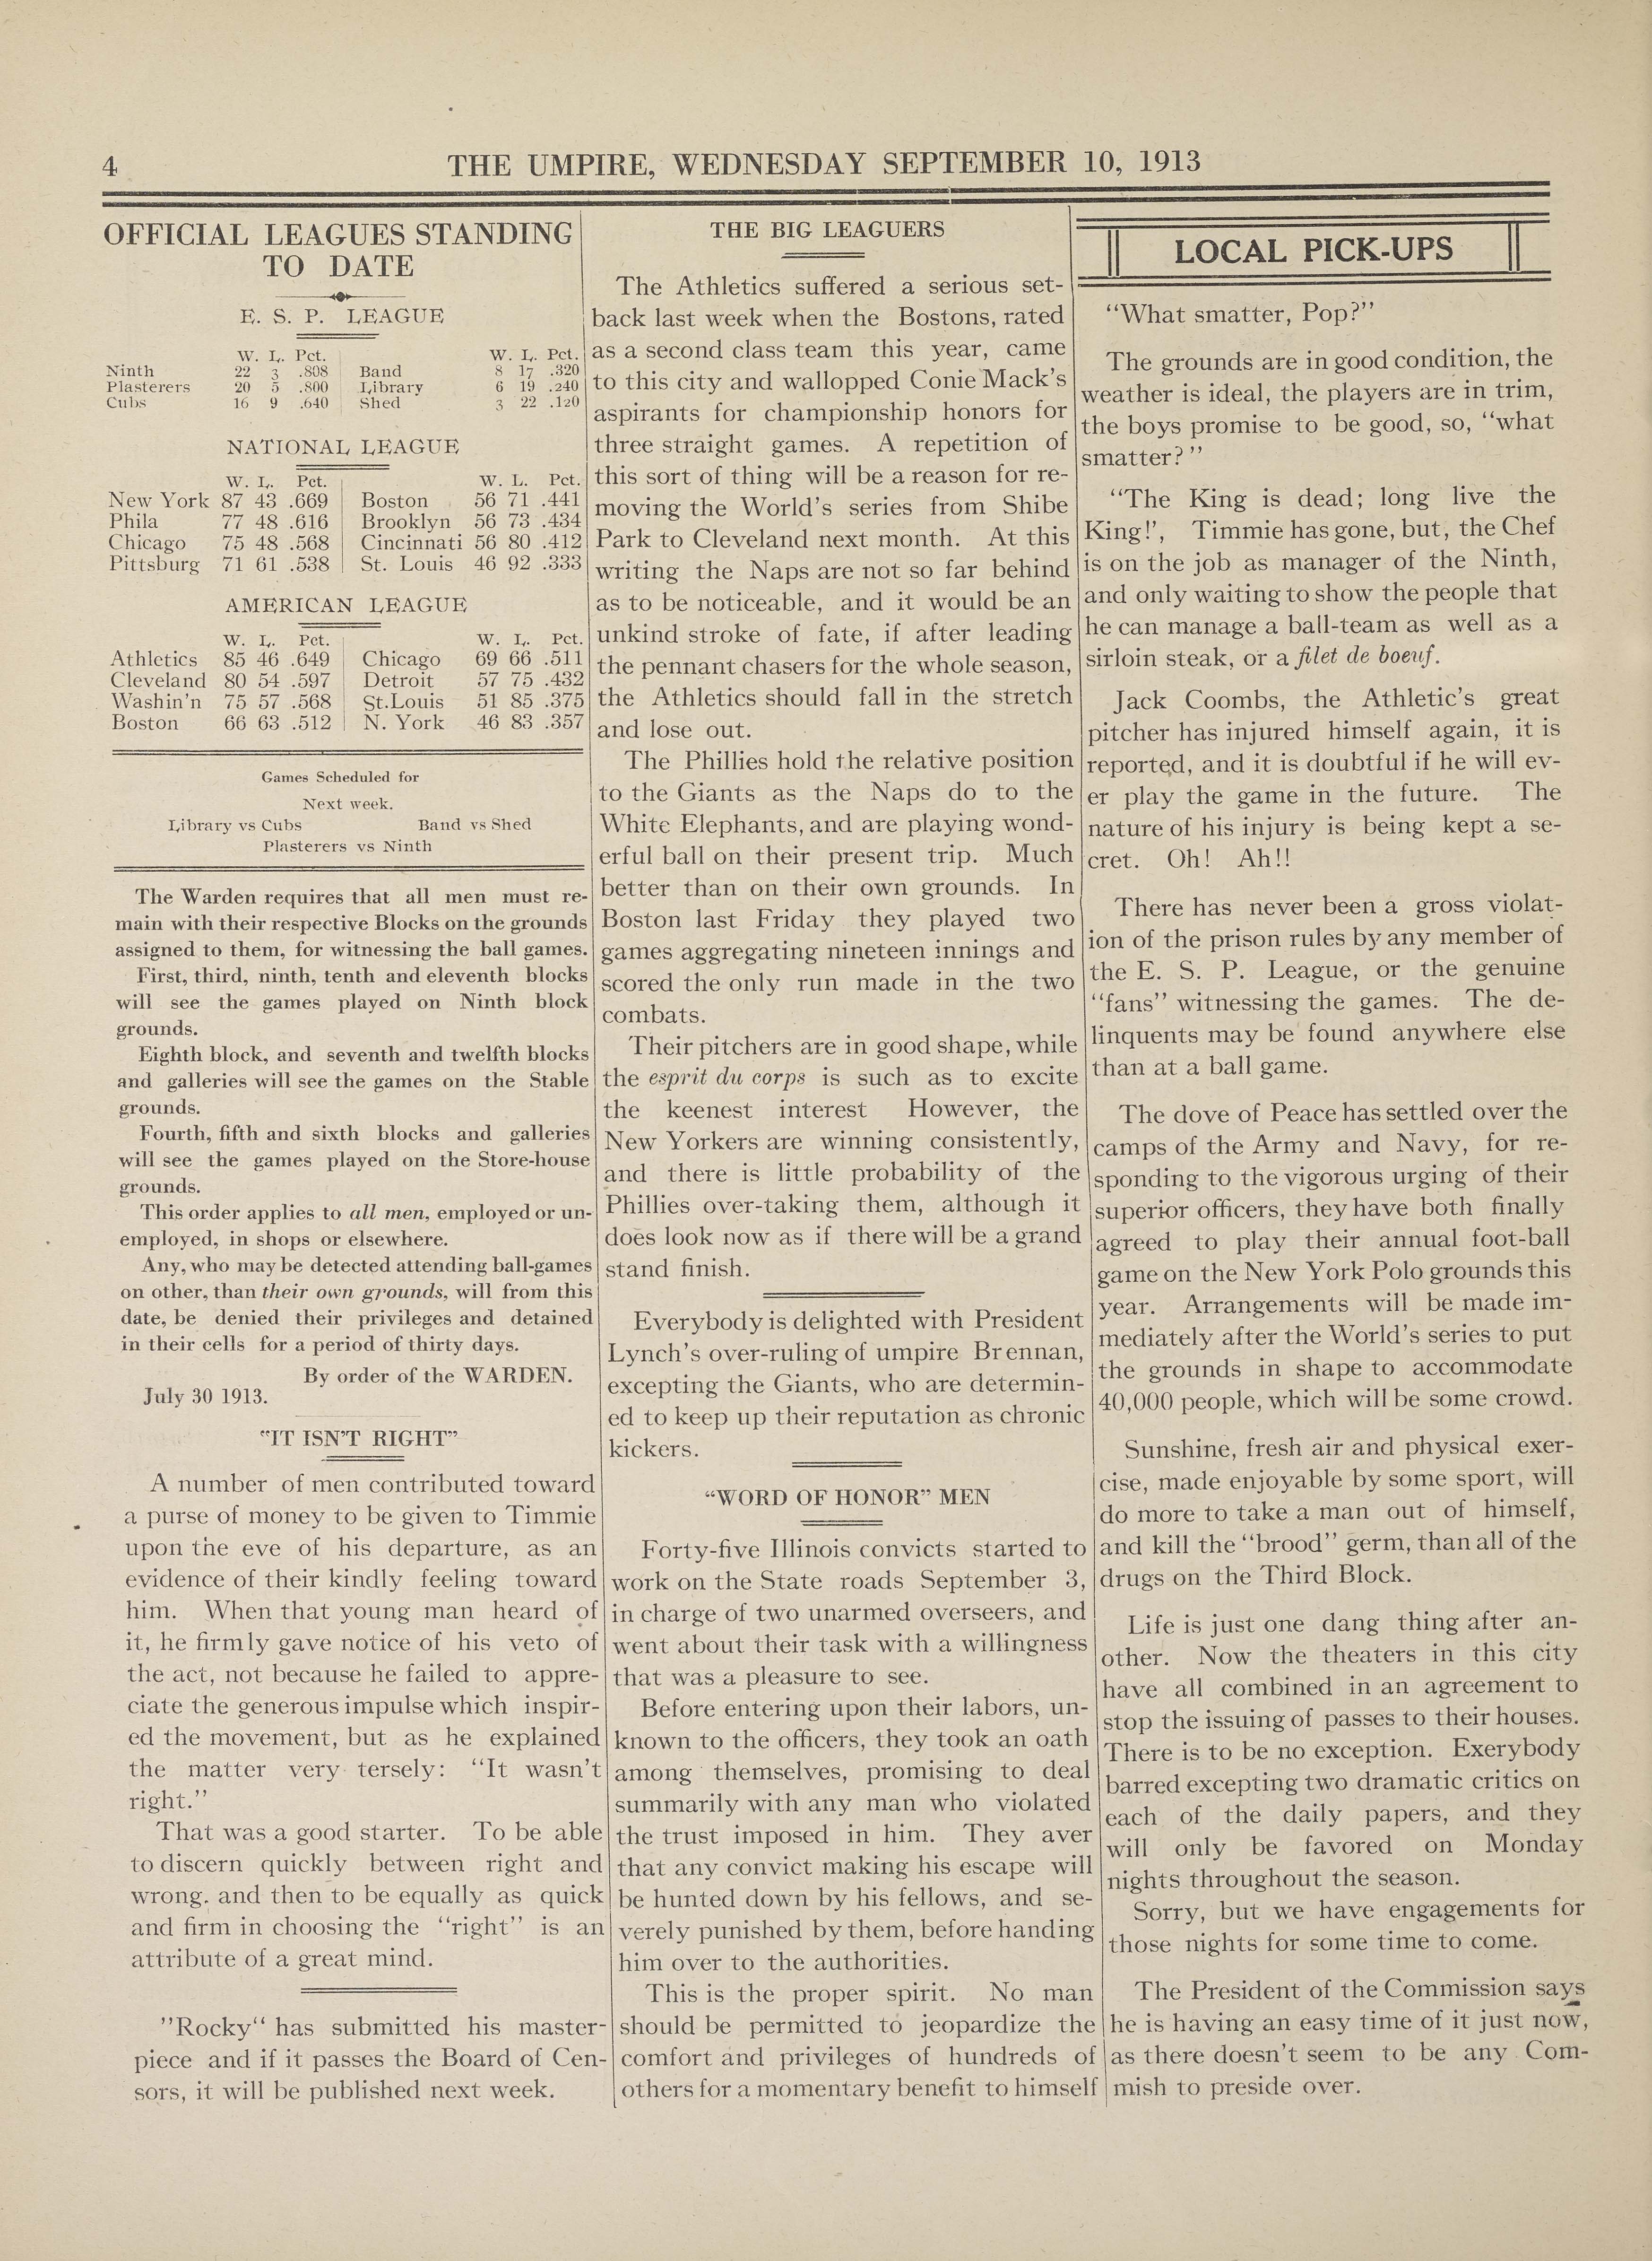 4
THE UMPIRE, WEDNESDAY SEPTEMBER 10, 1913
OFFICIAL LEAGUES STANDING
TO DATE
E. S. P. LEAGUE
W. L. Pct. W. L. Pct.
Ninth 22 3 .808 Band 8 17 .320
Plasterers 20 5 .800 Library 6 19 .240
Cubs 16 9 .640 Shed 3 22 .120
NATIONAL LEAGUE
W. L. Pct. W. L. Pct.
New York 87 43 .669 Boston 56 71 .441
Phila 77 48 .616 Brooklyn 56 73 .434
Chicago 75 48 .568 Cincinnati 56 80 .412
Pittsburg 71 61 .538 St. Louis 46 92 .333
AMERICAN LEAGUE
W. L. Pct. W. L. Pct.
Athletics 85 46 .649 Chicago 69 66 .511
Cleveland 80 54 .597 Detroit 57 75 .432
Washin'n 75 57 .568 St.Louis 51 85 .375
Boston 66 63 .512 N. York 46 83 .357
Games Scheduled for
Next week.
Library vs Cubs Band vs Shed
Plasterers vs Ninth
The Warden requires that all men must re-
main with their respective Blocks on the grounds
assigned to them, for witnessing the ball games.
First, third, ninth, tenth and eleventh blocks
will see the games played on Ninth block
grounds.
Eighth block, and seventh and twelfth blocks
and galleries will see the games on the Stable
grounds.
Fourth, fifth and sixth blocks and galleries
will see the games played on the Store-house
grounds.
This order applies to all men, employed or un-
employed, in shops or elsewhere.
Any, who may be detected attending ball-games
on other, than their own grounds, will from this
date, be denied their privileges and detained
in their cells for a period of thirty days.
By order of the WARDEN.
July 30 1913.
"IT ISN'T RIGHT"
A number of men contributed toward
a purse of money to be given to Timmie
upon the eve of his departure, as an
evidence of their kindly feeling toward
him. When that young man heard of
it, he firmly gave notice of his veto of
the act, not because he failed to appre-
ciate the generous impulse which inspir-
ed the movement, but as he explained
the matter very tersely: "It wasn't
right."
That was a good starter. To be able
to discern quickly between right and
wrong. and then to be equally as quick
and firm in choosing the "right" is an
attribute of a great mind.
"Rocky" has submitted his master-
piece and if it passes the Board of Cen-
sors, it will be published next week.
THE BIG LEAGUERS
The Athletics suffered a serious set-
back last week when the Bostons, rated
as a second class team this year, came
to this city and wallopped Conie Mack's
aspirants for championship honors for
three straight games. A repetition of
this sort of thing will be a reason for re-
moving the World's series from Shibe
Park to Cleveland next month. At this
writing the Naps are not so far behind
as to be noticeable, and it would be an
unkind stroke of fate, if after leading
the pennant chasers for the whole season,
the Athletics should fall in the stretch
and lose out.
The Phillies hold the relative position
to the Giants as the Naps do to the
White Elephants, and are playing wond-
erful ball on their present trip. Much
better than on their own grounds. In
Boston last Friday they played two
games aggregating nineteen innings and
scored the only run made in the two
combats.
Their pitchers are in good shape, while
the esprit du corps is such as to excite
the keenest interest However, the
New Yorkers are winning consistently,
and there is little probability of the
Phillies over-taking them, although it
does look now as if there will be a grand
stand finish.
Everybody is delighted with President
Lynch's over-ruling of umpire Brennan,
excepting the Giants, who are determin-
ed to keep up their reputation as chronic
kickers.
"WORD OF HONOR" MEN
Forty-five Illinois convicts started to
work on the State roads September 3,
in charge of two unarmed overseers, and
went about their task with a willingness
that was a pleasure to see.
Before entering upon their labors, un-
known to the officers, they took an oath
among themselves, promising to deal
summarily with any man who violated
the trust imposed in him. They aver
that any convict making his escape will
be hunted down by his fellows, and se-
verely punished by them, before handing
him over to the authorities.
This is the proper spirit. No man
should be permitted to jeopardize the
comfort and privileges of hundreds of
others for a momentary benefit to himself
LOCAL PICK-UPS
"What smatter, Pop?"
The grounds are in good condition, the
weather is ideal, the players are in trim,
the boys promise to be good, so, "what
smatter?"
"The King is dead; long live the
King!', Timmie has gone, but, the Chef
is on the job as manager of the Ninth,
and only waiting to show the people that
he can manage a ball-team as well as a
sirloin steak, or a filet de boeuf.
Jack Coombs, the Athletic's great
pitcher has injured himself again, it is
reported, and it is doubtful if he will ev-
er play the game in the future. The
nature of his injury is being kept a se-
cret. Oh! Ah!!
There has never been a gross violat-
ion of the prison rules by any member of
the E. S. P. League, or the genuine
"fans" witnessing the games. The de-
linquents may be found anywhere else
than at a ball game.
The dove of Peace has settled over the
camps of the Army and Navy, for re-
sponding to the vigorous urging of their
superior officers, they have both finally
agreed to play their annual foot-ball
game on the New York Polo grounds this
year. Arrangements will be made im-
mediately after the World's series to put
the grounds in shape to accommodate
40,000 people, which will be some crowd.
Sunshine, fresh air and physical exer-
cise, made enjoyable by some sport, will
do more to take a man out of himself,
and kill the "brood" germ, than all of the
drugs on the Third Block.
Life is just one dang thing after an-
other. Now the theaters in this city
have all combined in an agreement to
stop the issuing of passes to their houses.
There is to be no exception. Exerybody
barred excepting two dramatic critics on
each of the daily papers, and they
will only be favored on Monday
nights throughout the season.
Sorry, but we have engagements for
those nights for some time to come.
The President of the Commission says
he is having an easy time of it just now,
as there doesn't seem to be any Com-
mish to preside over.